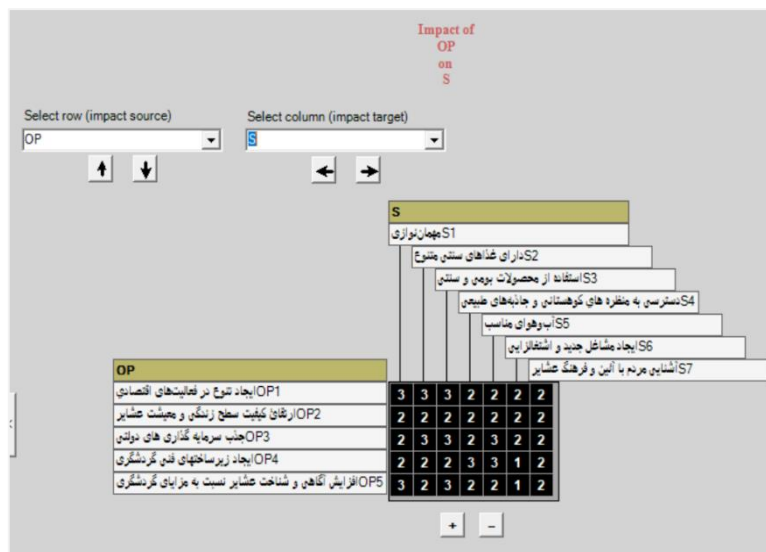 Impact of
OP
on
S
Select row (impact source) Select column (impact target)
OP S
S
S1مهمان‌نوازی
S2دارای غذاهای سنتی متنوع
S3استفاده از محصولات بومی و سنتی
S4دسترسی به منظره های کوهستانی و جاذبه‌های طبیعی
S5آب‌وهوای مناسب
S6ایجاد مشاغل جدید و اشتغالزایی
S7آشنایی مردم با آئین و فرهنگ عشایر
OP
OP1ایجاد تنوع در فعالیت‌های اقتصادی 3 3 3 2 2 2 2
OP2ارتقائ کیفیت سطح زندگی و معیشت عشایر 2 2 2 2 2 2 2
OP3جذب سرمایه گذاری های دولتی 2 3 3 2 3 2 2
OP4ایجاد زیرساختهای فنی گردشگری 2 2 2 3 3 1 2
OP5افزایش آگاهی و شناخت عشایر نسبت به مزایای گردشگری 3 2 3 2 2 1 2
+ −